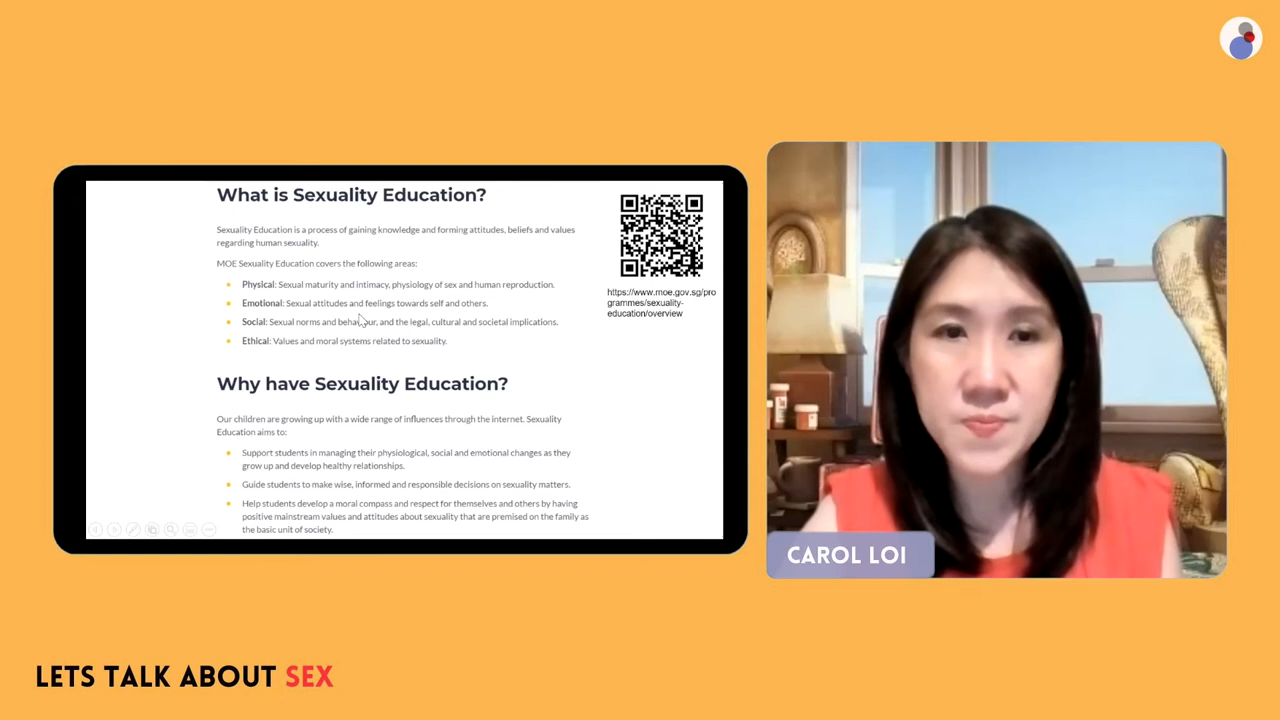 What is Sexuality Education?
Sexuality Education is a process of gaining knowledge and forming attitudes, beliefs and values
regarding human sexuality.
MOE Sexuality Education covers the following areas:
Physical: Sexual maturity and intimacy, physiology of sex and human reproduction.
Emotional: Sexual attitudes and feelings towards self and others.
Social: Sexual norms and behaviour, and the legal, cultural and societal implications.
Ethical: Values and moral systems related to sexuality.
Why have Sexuality Education?
Our children are growing up with a wide range of influences through the internet. Sexuality
Education aims to:
Support students in managing their physiological, social and emotional changes as they
grow up and develop healthy relationships.
Guide students to make wise, informed and responsible decisions on sexuality matters.
Help students develop a moral compass and respect for themselves and others by having
positive mainstream values and attitudes about sexuality that are premised on the family as
the basic unit of society.
https://www.moe.gov.sg/pro
grammes/sexuality-
education/overview
CAROL LOI
LETS TALK ABOUT SEX